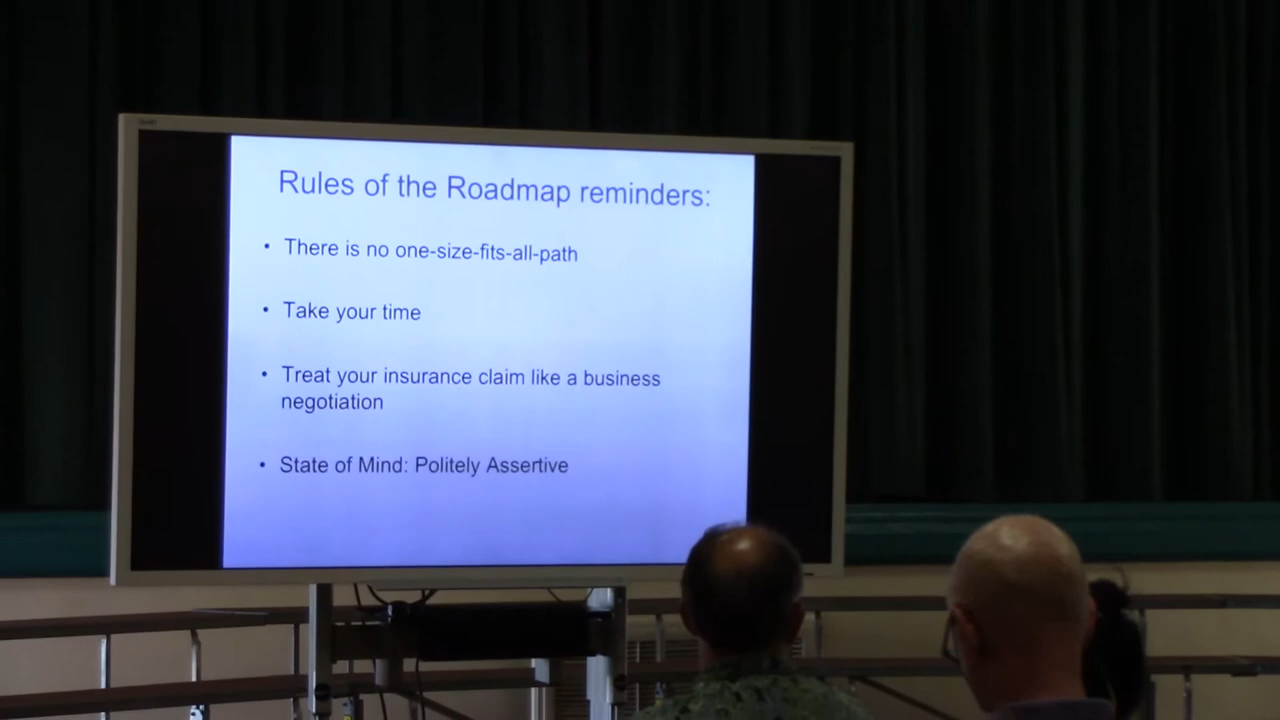 Rules of the Roadmap reminders:
• There is no one-size-fits-all-path
• Take your time
• Treat your insurance claim like a business
negotiation
• State of Mind: Politely Assertive